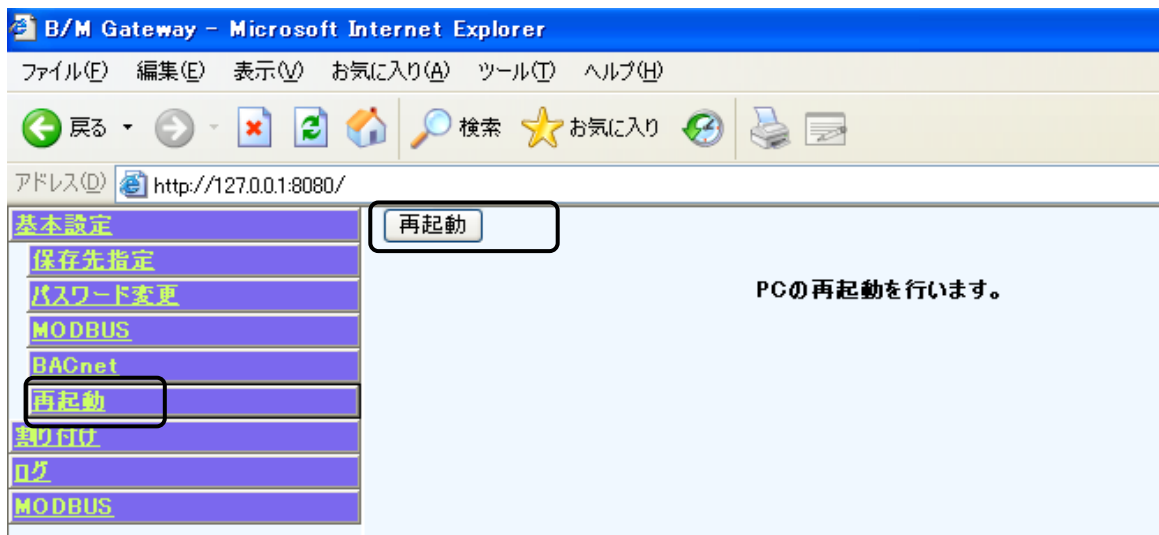 B/M Gateway - Microsoft Internet Explorer
ファイル(F) 編集(E) 表示(V) お気に入り(A) ツール(T) ヘルプ(H)
戻る 検索 お気に入り
アドレス(D) http://127.0.0.1:8080/
基本設定
保存先指定
パスワード変更
MODBUS
BACnet
再起動
割り付け
ログ
MODBUS
再起動
PCの再起動を行います。